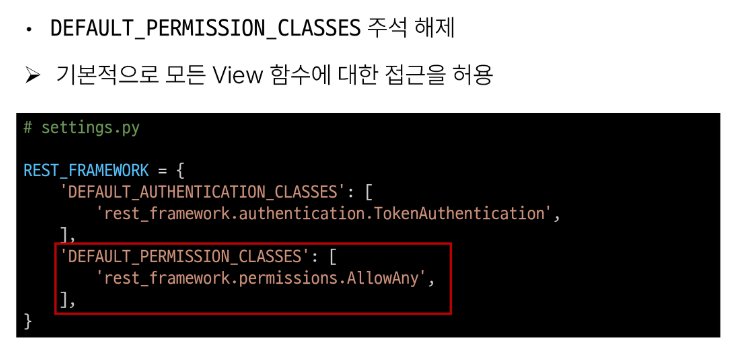 • DEFAULT_PERMISSION_CLASSES 주석 해제
➢ 기본적으로 모든 View 함수에 대한 접근을 허용
# settings.py
REST_FRAMEWORK = {
    'DEFAULT_AUTHENTICATION_CLASSES': [
        'rest_framework.authentication.TokenAuthentication',
    ],
    'DEFAULT_PERMISSION_CLASSES': [
        'rest_framework.permissions.AllowAny',
    ],
}